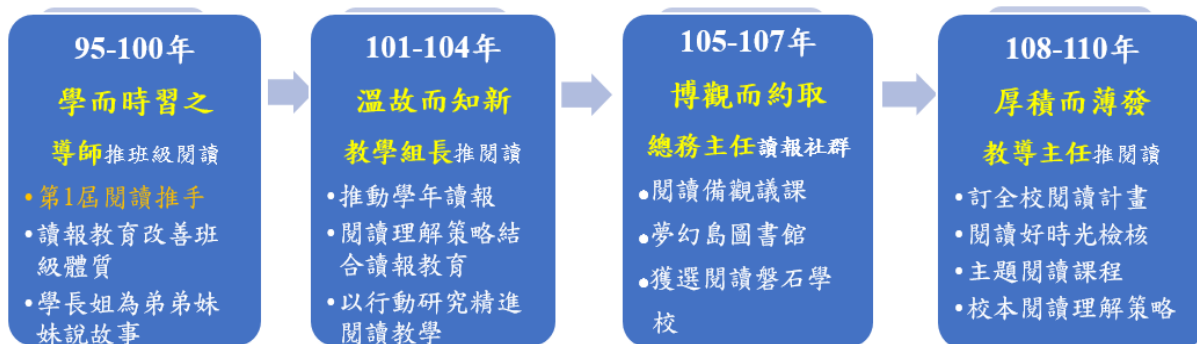 95-100年
學而時習之
導師推班級閱讀
•第1屆閱讀推手
•讀報教育改善班
級體質
•學長姐為弟弟妹
妹說故事
101-104年
溫故而知新
教學組長推閱讀
•推動學年讀報
•閱讀理解策略結
合讀報教育
•以行動研究精進
閱讀教學
105-107年
博觀而約取
總務主任讀報社群
●閱讀備觀議課
●夢幻島圖書館
●獲選閱讀磐石學
校
108-110年
厚積而薄發
教導主任推閱讀
•訂全校閱讀計畫
•閱讀好時光檢核
•主題閱讀課程
•校本閱讀理解策略